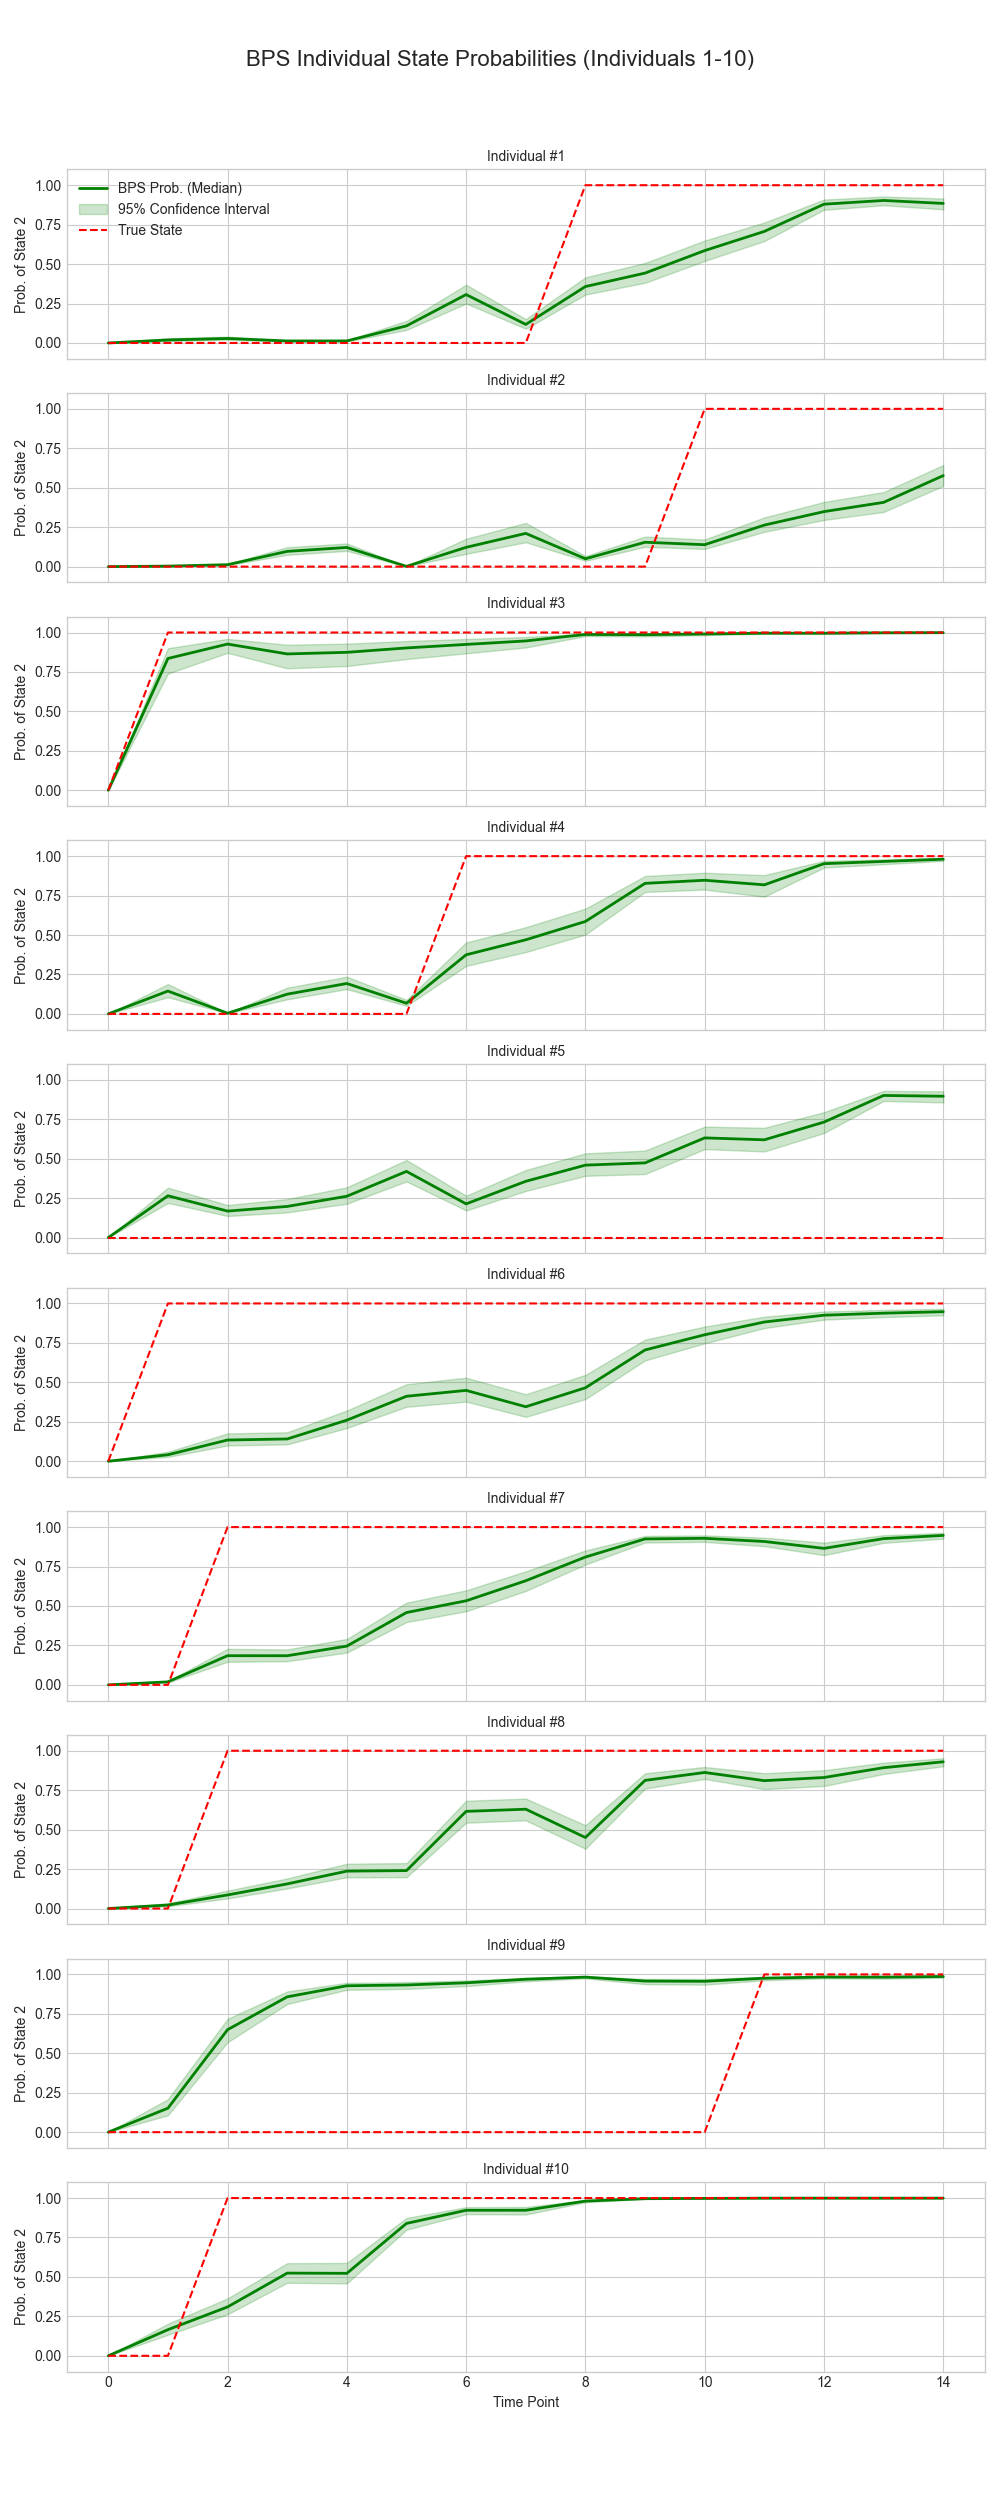 BPS Individual State Probabilities (Individuals 1-10)
Individual #1
1.00
0.75
0.50
0.25
0.00
Prob. of State 2
BPS Prob. (Median)
95% Confidence Interval
True State
Individual #2
1.00
0.75
0.50
0.25
0.00
Prob. of State 2
Individual #3
1.00
0.75
0.50
0.25
0.00
Prob. of State 2
Individual #4
1.00
0.75
0.50
0.25
0.00
Prob. of State 2
Individual #5
1.00
0.75
0.50
0.25
0.00
Prob. of State 2
Individual #6
1.00
0.75
0.50
0.25
0.00
Prob. of State 2
Individual #7
1.00
0.75
0.50
0.25
0.00
Prob. of State 2
Individual #8
1.00
0.75
0.50
0.25
0.00
Prob. of State 2
Individual #9
1.00
0.75
0.50
0.25
0.00
Prob. of State 2
Individual #10
1.00
0.75
0.50
0.25
0.00
Prob. of State 2
0 2 4 6 8 10 12 14
Time Point